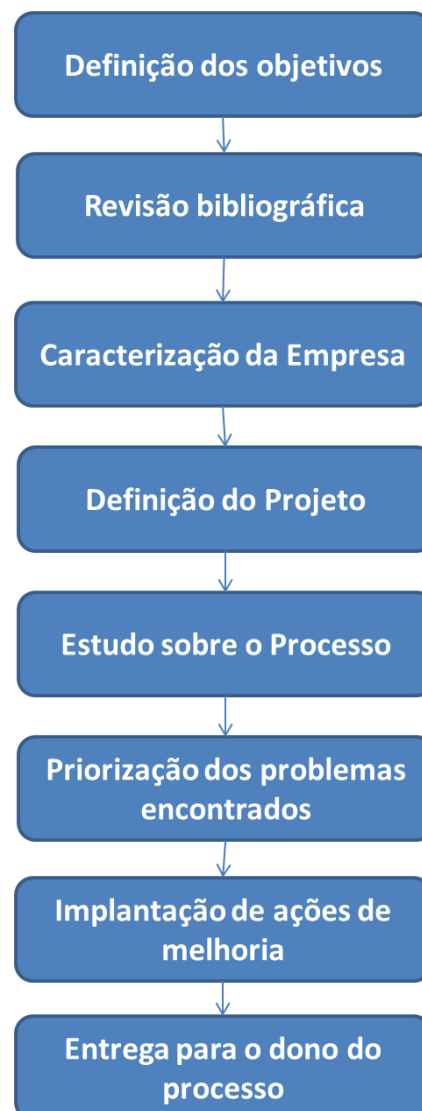 Definição dos objetivos
Revisão bibliográfica
Caracterização da Empresa
Definição do Projeto
Estudo sobre o Processo
Priorização dos problemas
encontrados
Implantação de ações de
melhoria
Entrega para o dono do
processo